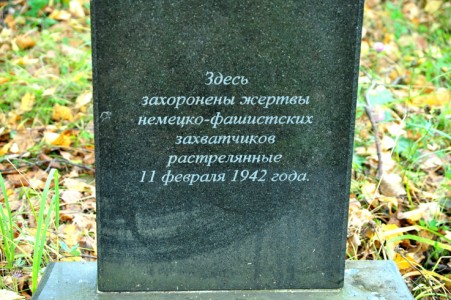 Здесь
захоронены жертвы
немецко-фашистских
захватчиков
растрелянные
11 февраля 1942 года.